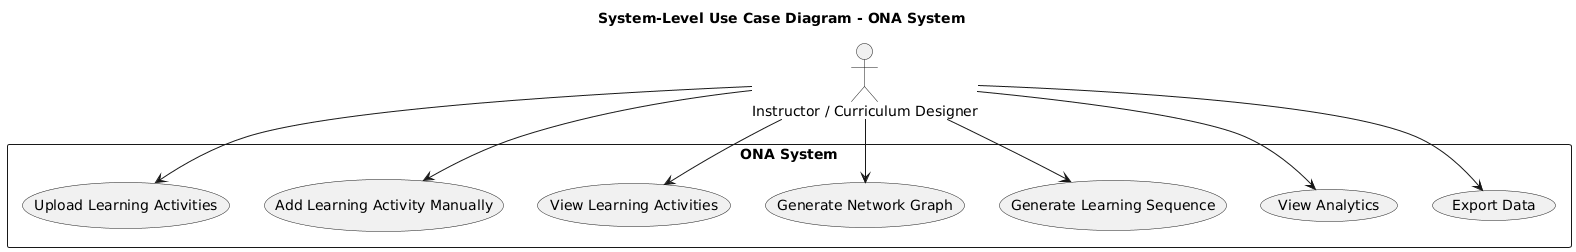 System-Level Use Case Diagram - ONA System
Instructor / Curriculum Designer
ONA System
Upload Learning Activities
Add Learning Activity Manually
View Learning Activities
Generate Network Graph
Generate Learning Sequence
View Analytics
Export Data